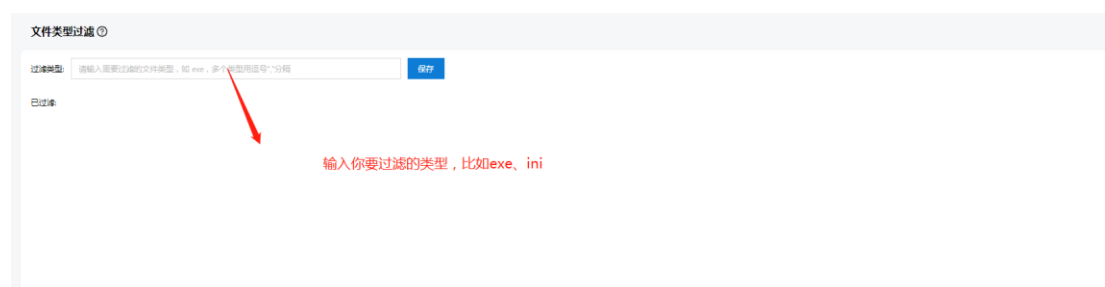 文件类型过滤?
过滤类型: 请输入需要过滤的文件类型，如 exe，多个类型用逗号","分隔 保存
已过滤:
输入你要过滤的类型，比如exe、ini